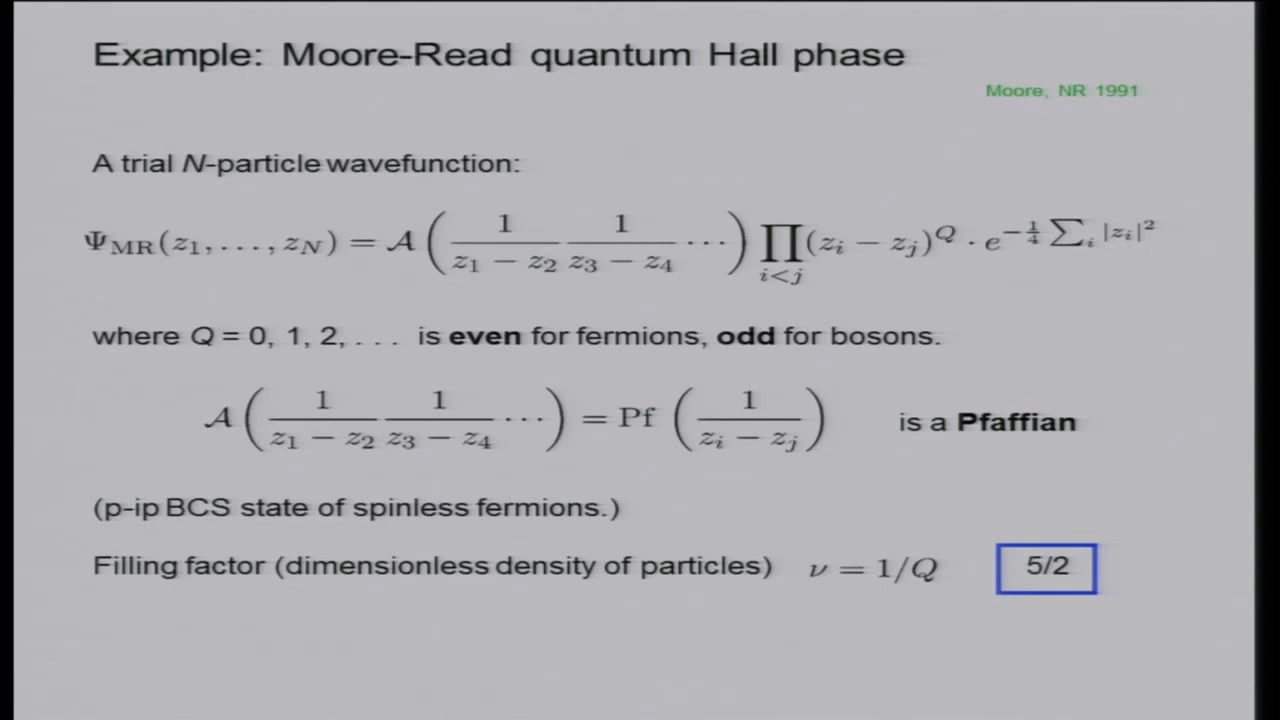 Example: Moore-Read quantum Hall phase
Moore, NR 1991
A trial N-particle wavefunction:
Ψ_MR(z_1, . . . , z_N) = 𝒜 ( 1/(z_1 − z_2) 1/(z_3 − z_4) ⋯ ) ∏_{i<j} (z_i − z_j)^Q · e^{−¼ ∑_i |z_i|^2}
where Q = 0, 1, 2, . . . is even for fermions, odd for bosons.
𝒜 ( 1/(z_1 − z_2) 1/(z_3 − z_4) ⋯ ) = Pf ( 1/(z_i − z_j) ) is a Pfaffian
(p-ip BCS state of spinless fermions.)
Filling factor (dimensionless density of particles) ν = 1/Q 5/2